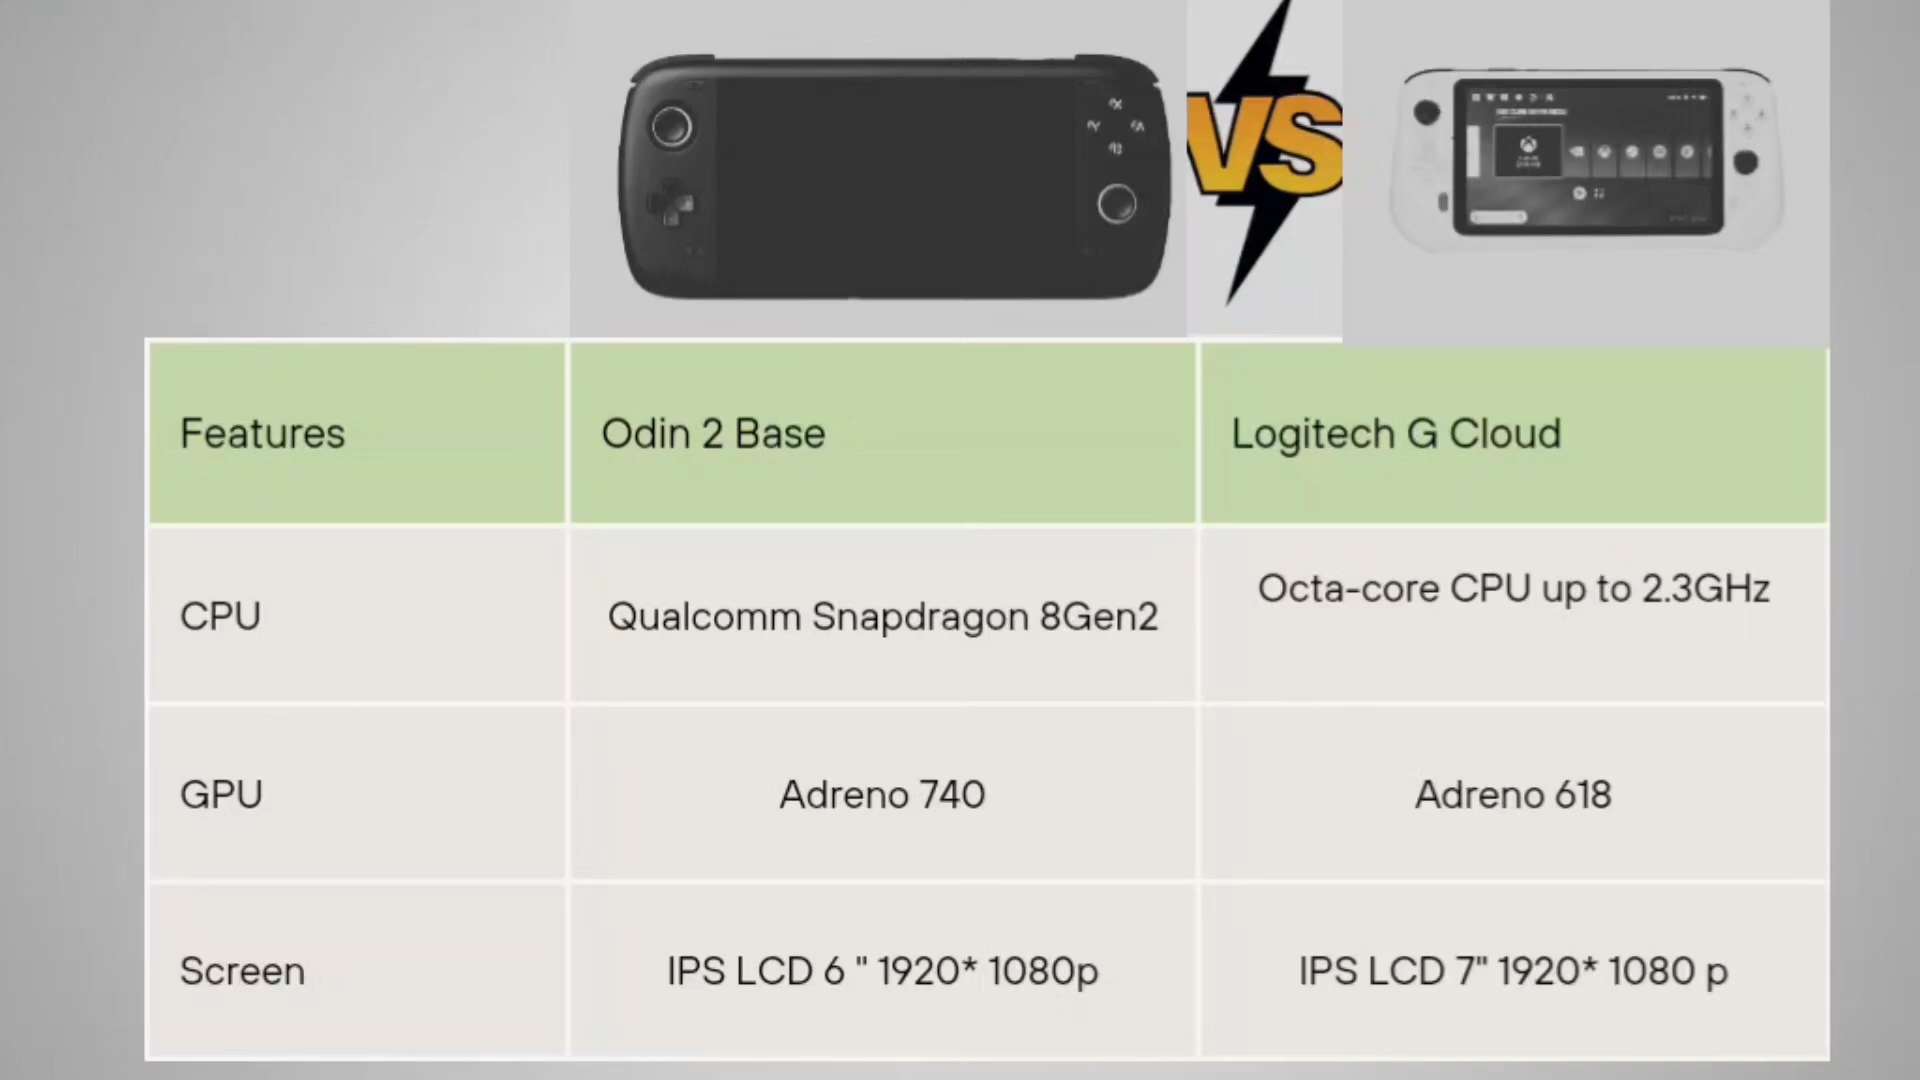 VS
Features
Odin 2 Base
Logitech G Cloud
CPU
Qualcomm Snapdragon 8Gen2
Octa-core CPU up to 2.3GHz
GPU
Adreno 740
Adreno 618
Screen
IPS LCD 6 " 1920* 1080p
IPS LCD 7" 1920* 1080 p